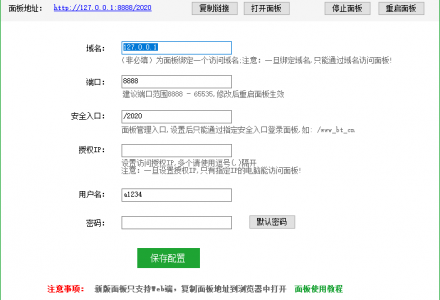 面板地址: http://127.0.0.1:8888/2020 复制链接 打开面板 停止面板 重启面板
域名: 127.0.0.1
(非必填) 为面板绑定一个访问域名;注意: 一旦绑定域名,只能通过域名访问面板!
端口: 8888
建议端口范围8888 - 65535,修改后重启面板生效
安全入口: /2020
面板管理入口,设置后只能通过指定安全入口登录面板,如: /www_bt_cn
授权IP:
设置访问授权IP,多个请使用逗号(,)隔开
注意: 一旦设置授权IP,只有指定IP的电脑能访问面板!
用户名: a1234
密码: 默认密码
保存配置
注意事项: 新版面板只支持Web端, 复制面板地址到浏览器中打开 面板使用教程